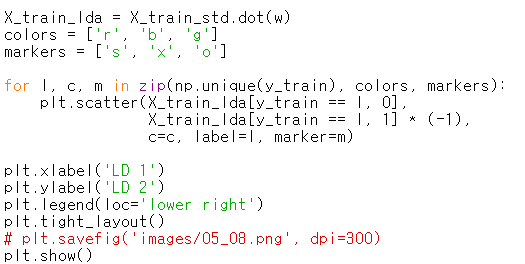 X_train_lda = X_train_std.dot(w)
colors = ['r', 'b', 'g']
markers = ['s', 'x', 'o']

for l, c, m in zip(np.unique(y_train), colors, markers):
    plt.scatter(X_train_lda[y_train == l, 0],
                X_train_lda[y_train == l, 1] * (-1),
                c=c, label=l, marker=m)

plt.xlabel('LD 1')
plt.ylabel('LD 2')
plt.legend(loc='lower right')
plt.tight_layout()
# plt.savefig('images/05_08.png', dpi=300)
plt.show()